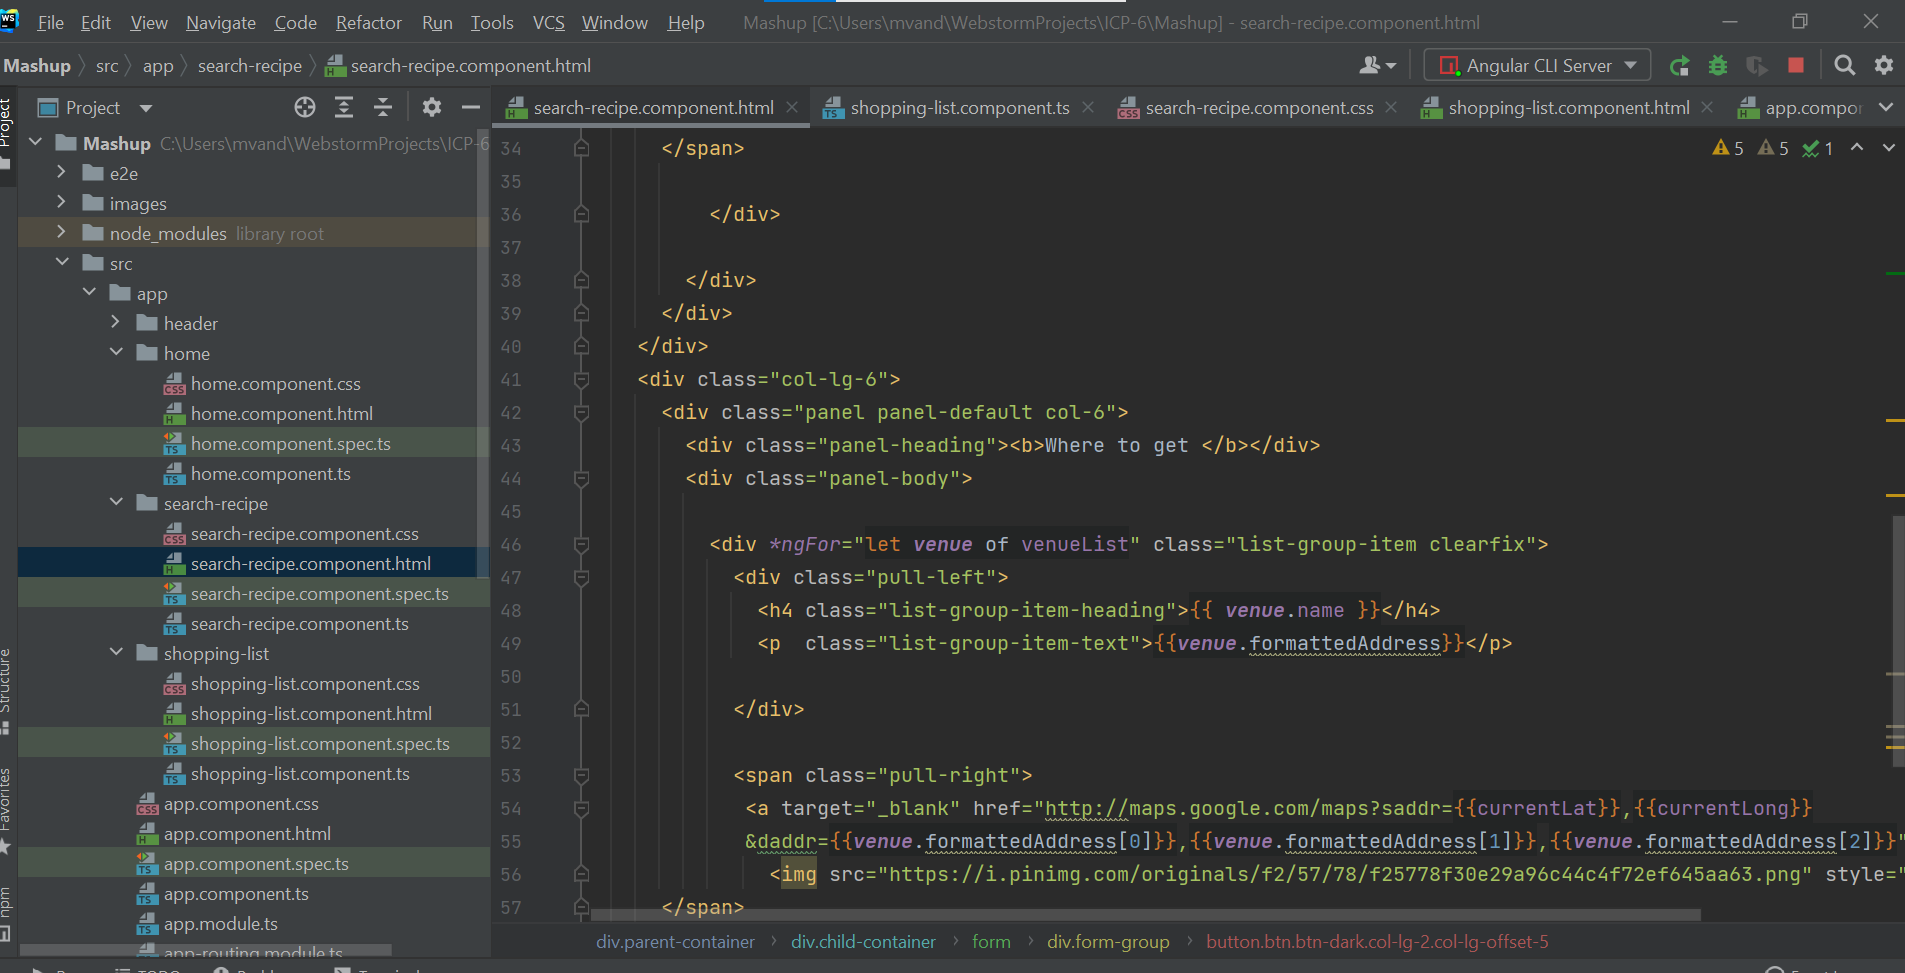 WS File Edit View Navigate Code Refactor Run Tools VCS Window Help Mashup [C:\Users\mvand\WebstormProjects\ICP-6\Mashup] - search-recipe.component.html
Mashup src app search-recipe search-recipe.component.html Angular CLI Server
Project
Project
search-recipe.component.html shopping-list.component.ts search-recipe.component.css shopping-list.component.html app.compor
Mashup C:\Users\mvand\WebstormProjects\ICP-6
e2e
images
node_modules library root
src
app
header
home
home.component.css
home.component.html
home.component.spec.ts
home.component.ts
search-recipe
search-recipe.component.css
search-recipe.component.html
search-recipe.component.spec.ts
search-recipe.component.ts
shopping-list
shopping-list.component.css
shopping-list.component.html
shopping-list.component.spec.ts
shopping-list.component.ts
app.component.css
app.component.html
app.component.spec.ts
app.component.ts
app.module.ts
app-routing.module.ts
Structure
Favorites
npm
5 5 1
34 </span>
35
36 </div>
37
38 </div>
39 </div>
40 </div>
41 <div class="col-lg-6">
42 <div class="panel panel-default col-6">
43 <div class="panel-heading"><b>Where to get </b></div>
44 <div class="panel-body">
45
46 <div *ngFor="let venue of venueList" class="list-group-item clearfix">
47 <div class="pull-left">
48 <h4 class="list-group-item-heading">{{ venue.name }}</h4>
49 <p  class="list-group-item-text">{{venue.formattedAddress}}</p>
50
51 </div>
52
53 <span class="pull-right">
54 <a target="_blank" href="http://maps.google.com/maps?saddr={{currentLat}},{{currentLong}}
55 &daddr={{venue.formattedAddress[0]}},{{venue.formattedAddress[1]}},{{venue.formattedAddress[2]}}"
56 <img src="https://i.pinimg.com/originals/f2/57/78/f25778f30e29a96c44c4f72ef645aa63.png" style="
57 </span>
div.parent-container div.child-container form div.form-group button.btn.btn-dark.col-lg-2.col-lg-offset-5